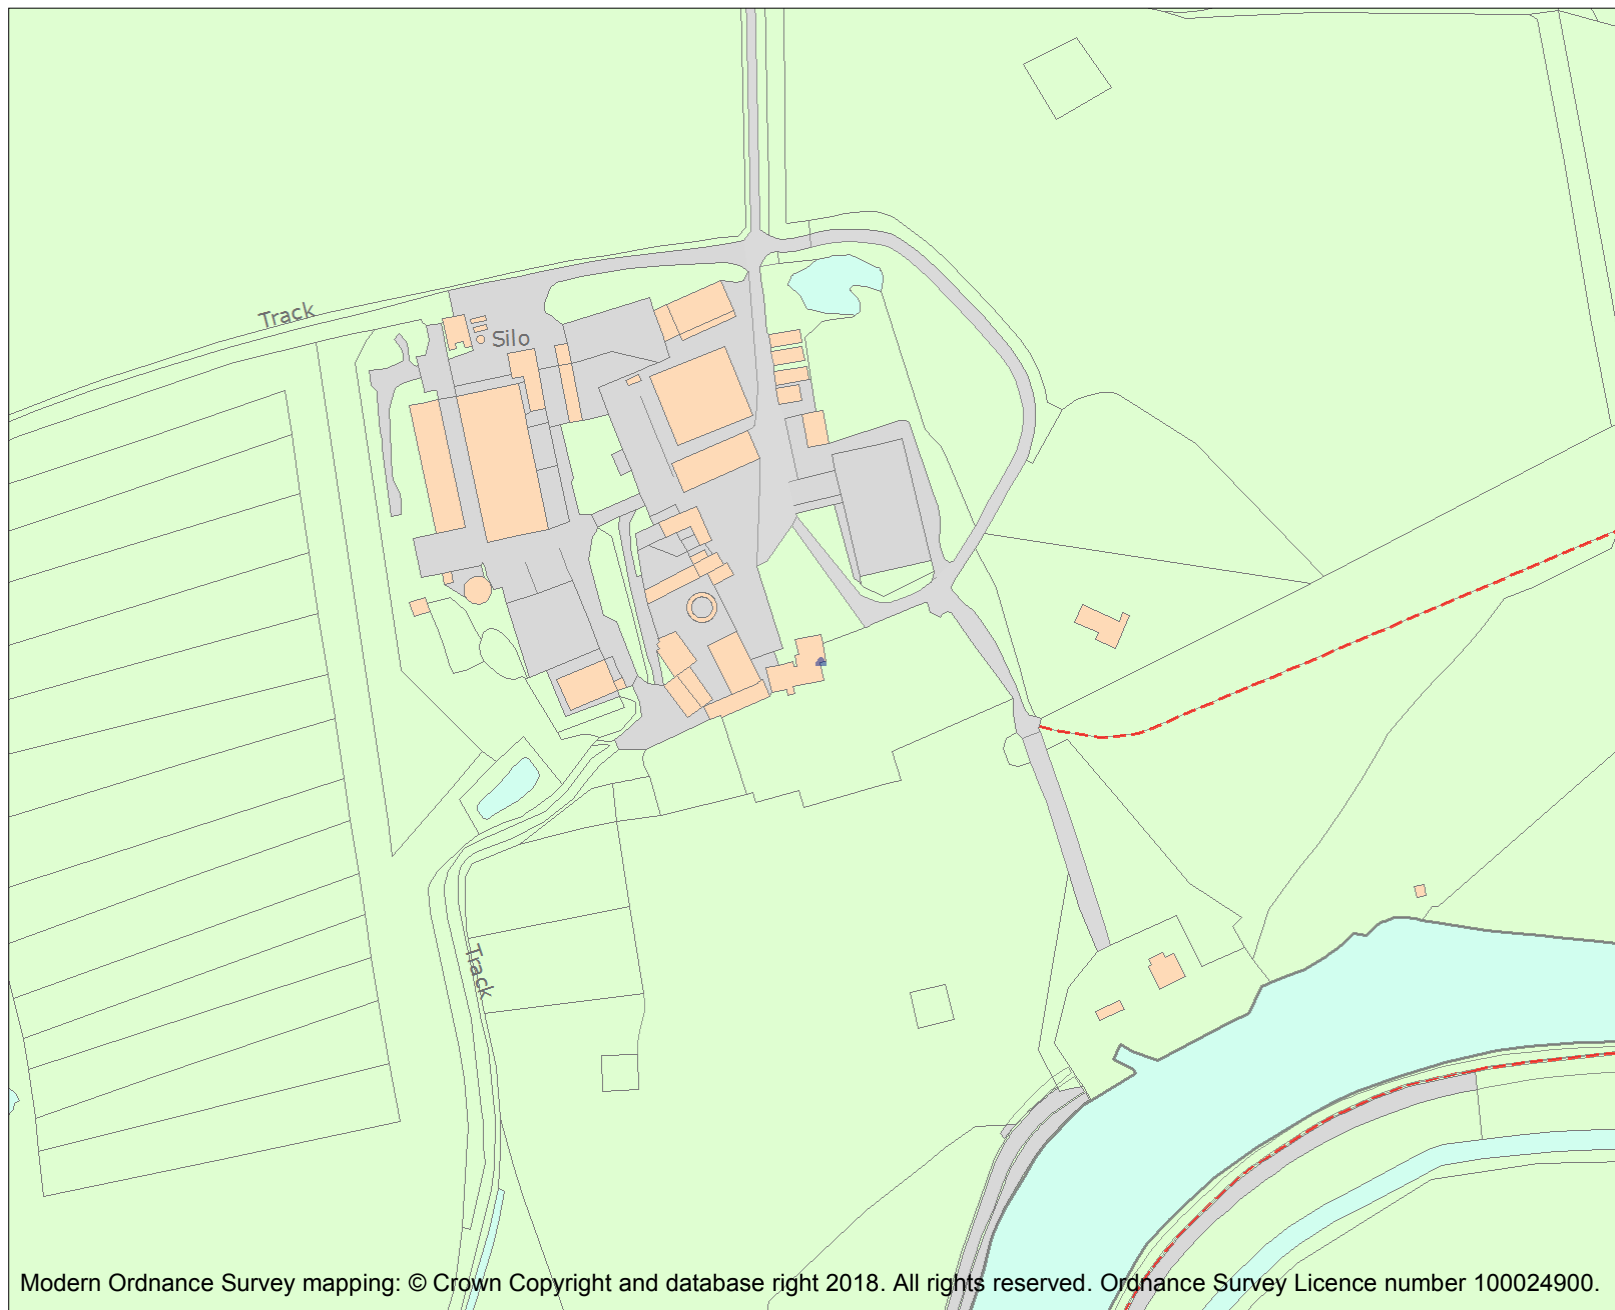 Track
Silo
Track
Modern Ordnance Survey mapping: © Crown Copyright and database right 2018. All rights reserved. Ordnance Survey Licence number 100024900.